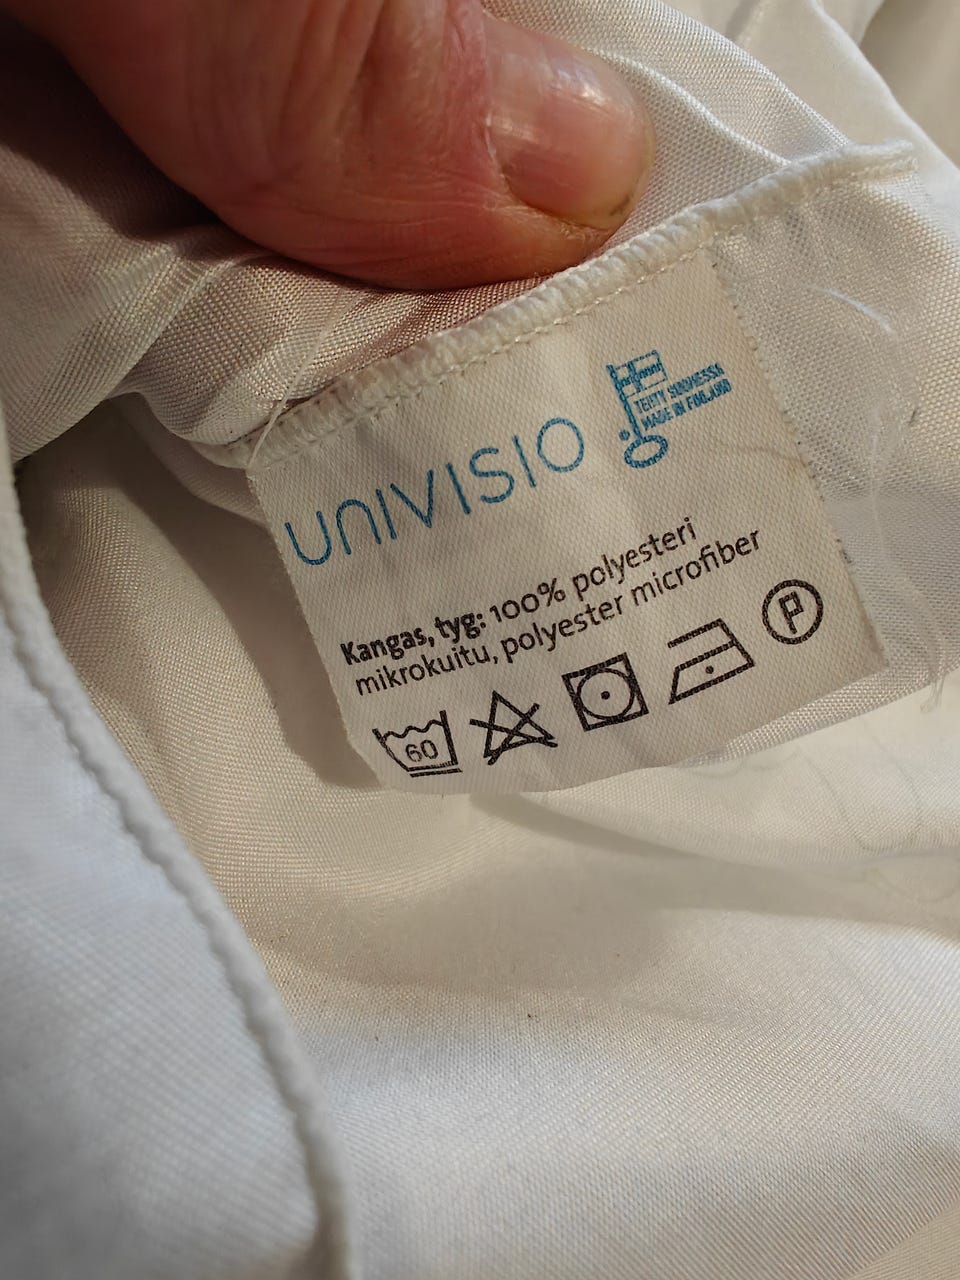 UNIVISIO
TEHTY SUOMESSA
MADE IN FINLAND
Kangas, tyg: 100% polyesteri
mikrokuitu, polyester microfiber
60
P